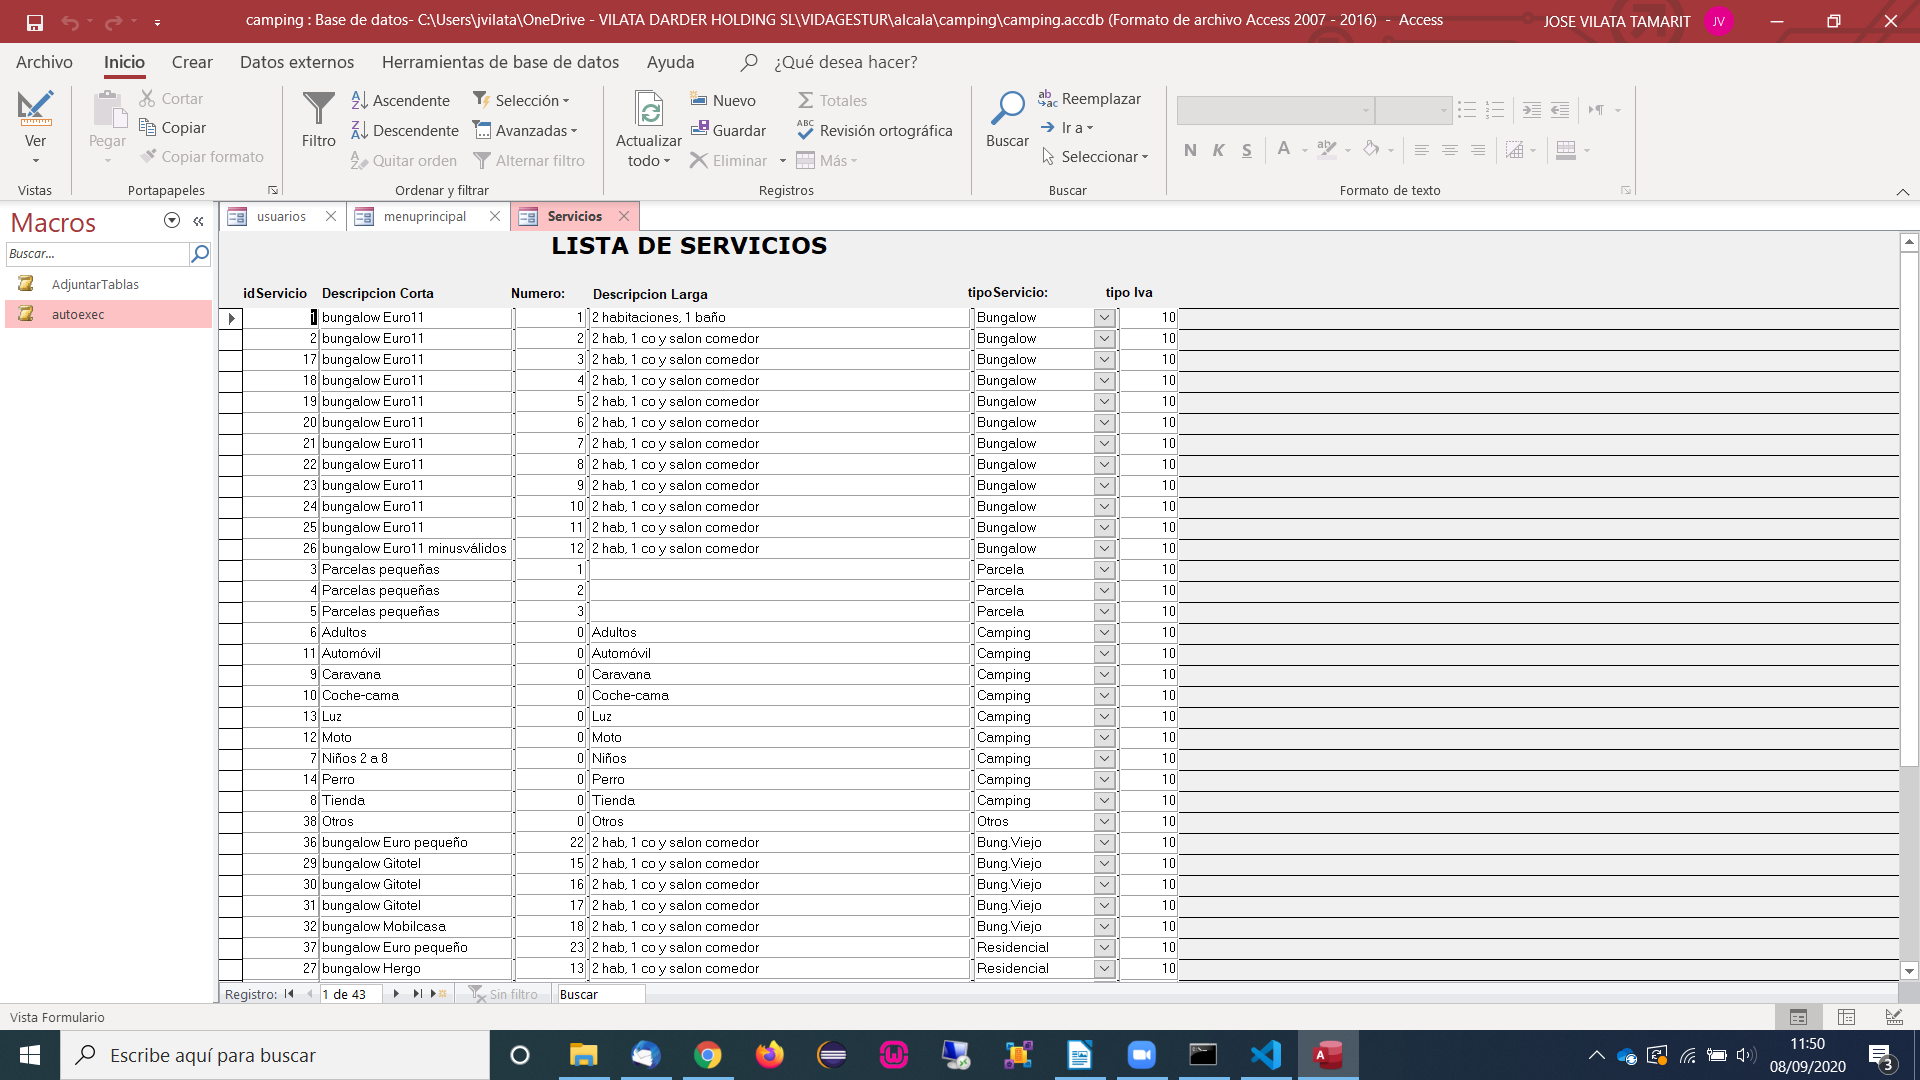 camping : Base de datos- C:\Users\jvilata\OneDrive - VILATA DARDER HOLDING SL\VIDAGESTUR\alcala\camping\camping.accdb (Formato de archivo Access 2007 - 2016)  -  Access
JOSE VILATA TAMARIT
JV
Archivo Inicio Crear Datos externos Herramientas de base de datos Ayuda ¿Qué desea hacer?
Ver
Vistas
Pegar
Cortar
Copiar
Copiar formato
Portapapeles
Filtro
Ascendente
Descendente
Quitar orden
Selección
Avanzadas
Alternar filtro
Ordenar y filtrar
Actualizar
todo
Nuevo
Guardar
Eliminar
Totales
Revisión ortográfica
Más
Registros
Buscar
Reemplazar
Ir a
Seleccionar
Buscar
N K S A
Formato de texto
Macros
Buscar...
AdjuntarTablas
autoexec
usuarios menuprincipal Servicios
LISTA DE SERVICIOS
idServicio Descripcion Corta Numero: Descripcion Larga tipoServicio: tipo Iva
1 bungalow Euro11 1 2 habitaciones, 1 baño Bungalow 10
2 bungalow Euro11 2 2 hab, 1 co y salon comedor Bungalow 10
17 bungalow Euro11 3 2 hab, 1 co y salon comedor Bungalow 10
18 bungalow Euro11 4 2 hab, 1 co y salon comedor Bungalow 10
19 bungalow Euro11 5 2 hab, 1 co y salon comedor Bungalow 10
20 bungalow Euro11 6 2 hab, 1 co y salon comedor Bungalow 10
21 bungalow Euro11 7 2 hab, 1 co y salon comedor Bungalow 10
22 bungalow Euro11 8 2 hab, 1 co y salon comedor Bungalow 10
23 bungalow Euro11 9 2 hab, 1 co y salon comedor Bungalow 10
24 bungalow Euro11 10 2 hab, 1 co y salon comedor Bungalow 10
25 bungalow Euro11 11 2 hab, 1 co y salon comedor Bungalow 10
26 bungalow Euro11 minusválidos 12 2 hab, 1 co y salon comedor Bungalow 10
3 Parcelas pequeñas 1 Parcela 10
4 Parcelas pequeñas 2 Parcela 10
5 Parcelas pequeñas 3 Parcela 10
6 Adultos 0 Adultos Camping 10
11 Automóvil 0 Automóvil Camping 10
9 Caravana 0 Caravana Camping 10
10 Coche-cama 0 Coche-cama Camping 10
13 Luz 0 Luz Camping 10
12 Moto 0 Moto Camping 10
7 Niños 2 a 8 0 Niños Camping 10
14 Perro 0 Perro Camping 10
8 Tienda 0 Tienda Camping 10
38 Otros 0 Otros Otros 10
36 bungalow Euro pequeño 22 2 hab, 1 co y salon comedor Bung.Viejo 10
29 bungalow Gitotel 15 2 hab, 1 co y salon comedor Bung.Viejo 10
30 bungalow Gitotel 16 2 hab, 1 co y salon comedor Bung.Viejo 10
31 bungalow Gitotel 17 2 hab, 1 co y salon comedor Bung.Viejo 10
32 bungalow Mobilcasa 18 2 hab, 1 co y salon comedor Bung.Viejo 10
37 bungalow Euro pequeño 23 2 hab, 1 co y salon comedor Residencial 10
27 bungalow Hergo 13 2 hab, 1 co y salon comedor Residencial 10
Registro: 1 de 43 Sin filtro Buscar
Vista Formulario
Escribe aquí para buscar
11:50
08/09/2020
3